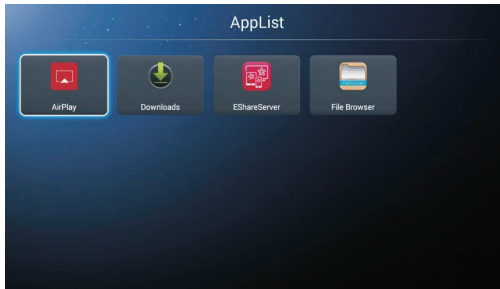 AppList
AirPlay
Downloads
EShareServer
File Browser